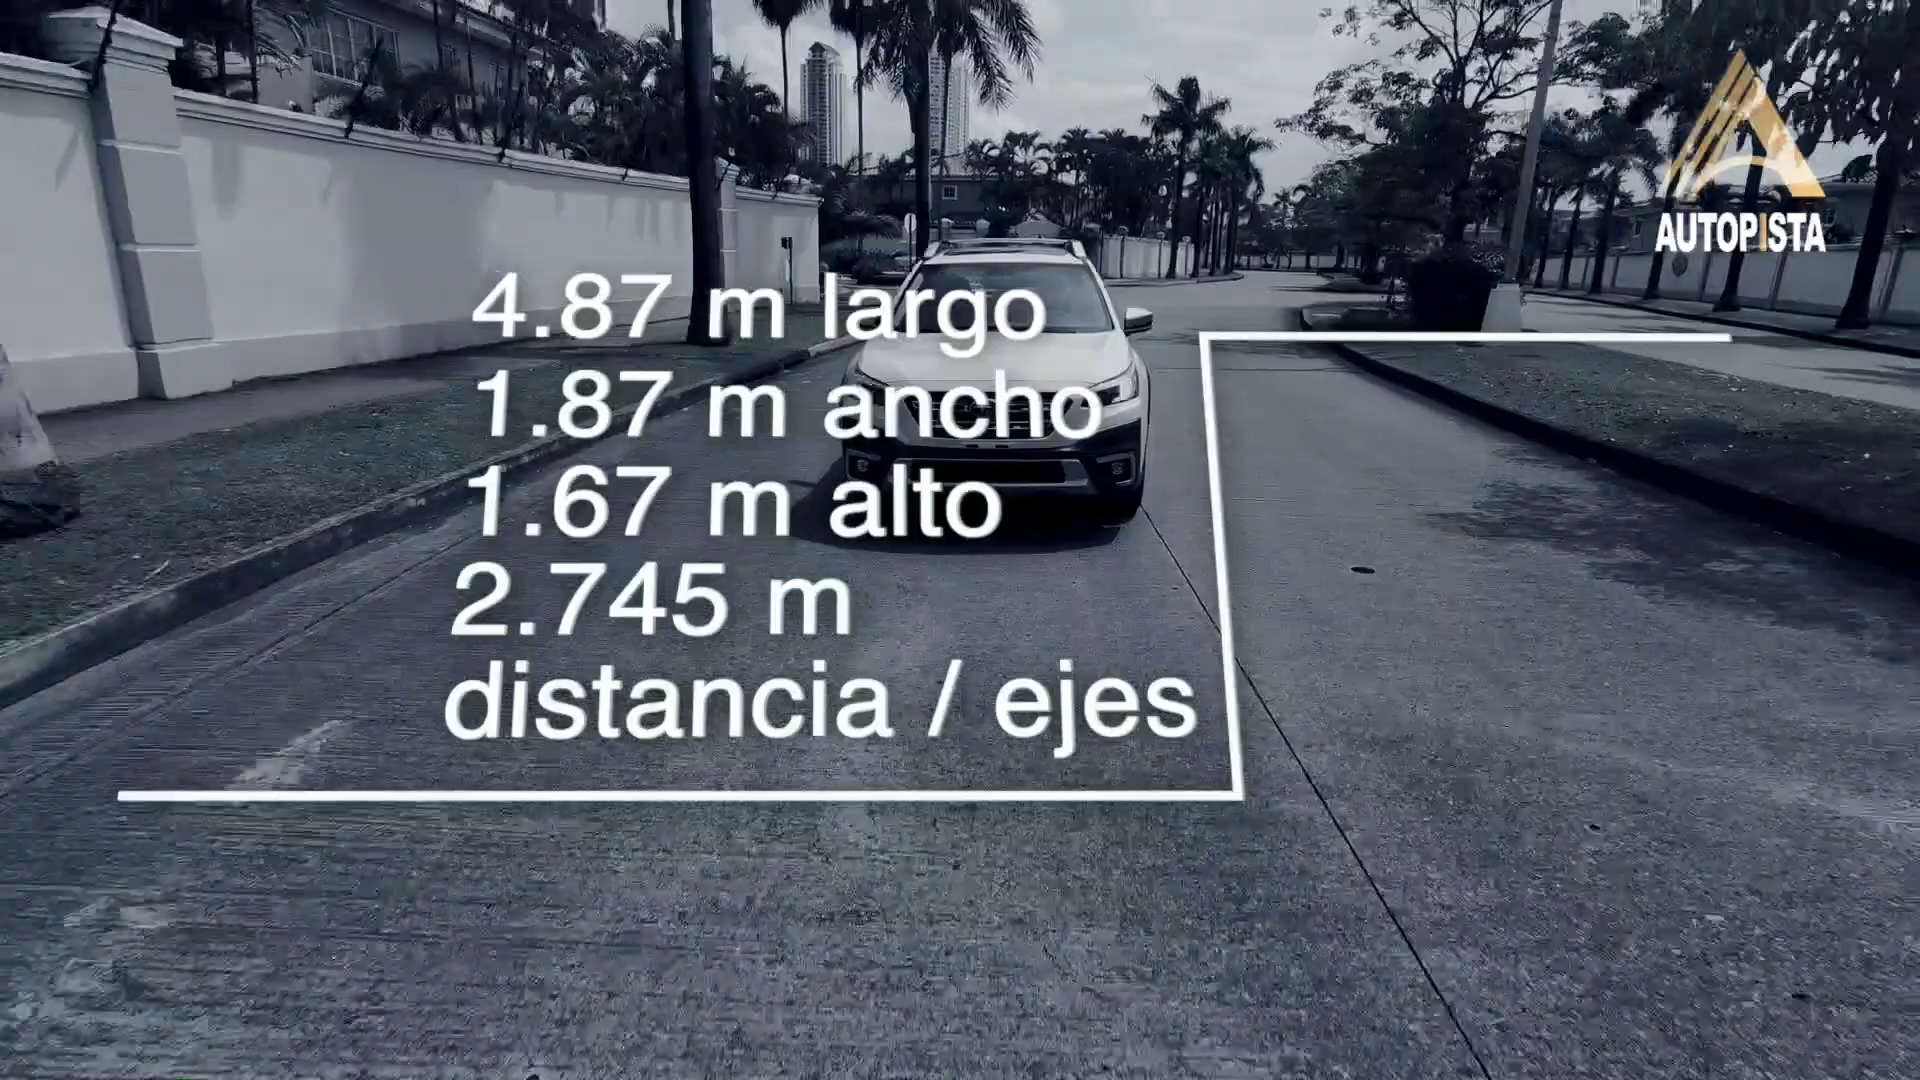 AUTOPISTA
4.87 m largo
1.87 m ancho
1.67 m alto
2.745 m
distancia / ejes